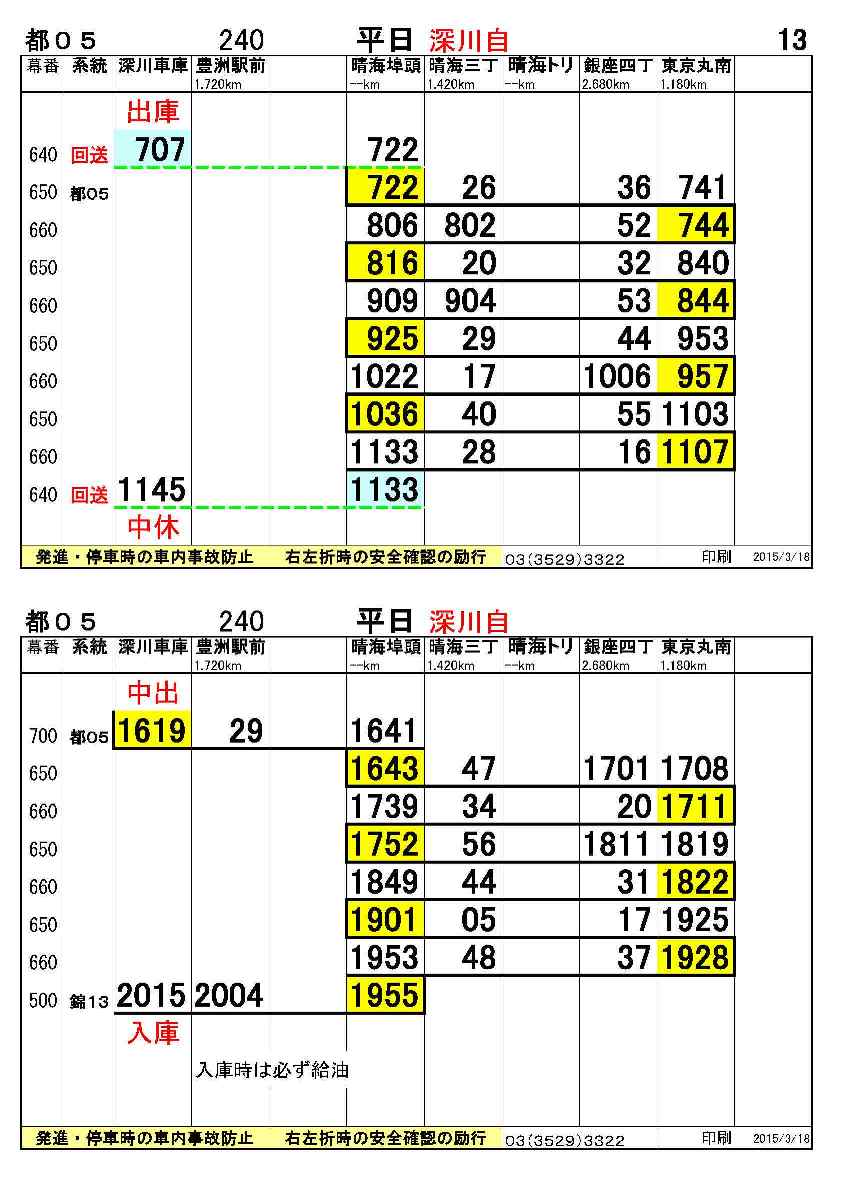 都０５ 240 平日 深川自 13
幕番 系統 深川車庫 豊洲駅前 晴海埠頭 晴海三丁 晴海トリ 銀座四丁 東京丸南
1.720km --km 1.420km --km 2.680km 1.180km
出庫
640 回送 707 722
650 都05 722 26 36 741
660 806 802 52 744
650 816 20 32 840
660 909 904 53 844
650 925 29 44 953
660 1022 17 1006 957
650 1036 40 55 1103
660 1133 28 16 1107
640 回送 1145 1133
中休
発進・停車時の車内事故防止 右左折時の安全確認の励行 03(3529)3322 印刷 2015/3/18
都０５ 240 平日 深川自
幕番 系統 深川車庫 豊洲駅前 晴海埠頭 晴海三丁 晴海トリ 銀座四丁 東京丸南
1.720km --km 1.420km --km 2.680km 1.180km
中出
700 都05 1619 29 1641
650 1643 47 1701 1708
660 1739 34 20 1711
650 1752 56 1811 1819
660 1849 44 31 1822
650 1901 05 17 1925
660 1953 48 37 1928
500 錦13 2015 2004 1955
入庫
入庫時は必ず給油
発進・停車時の車内事故防止 右左折時の安全確認の励行 03(3529)3322 印刷 2015/3/18